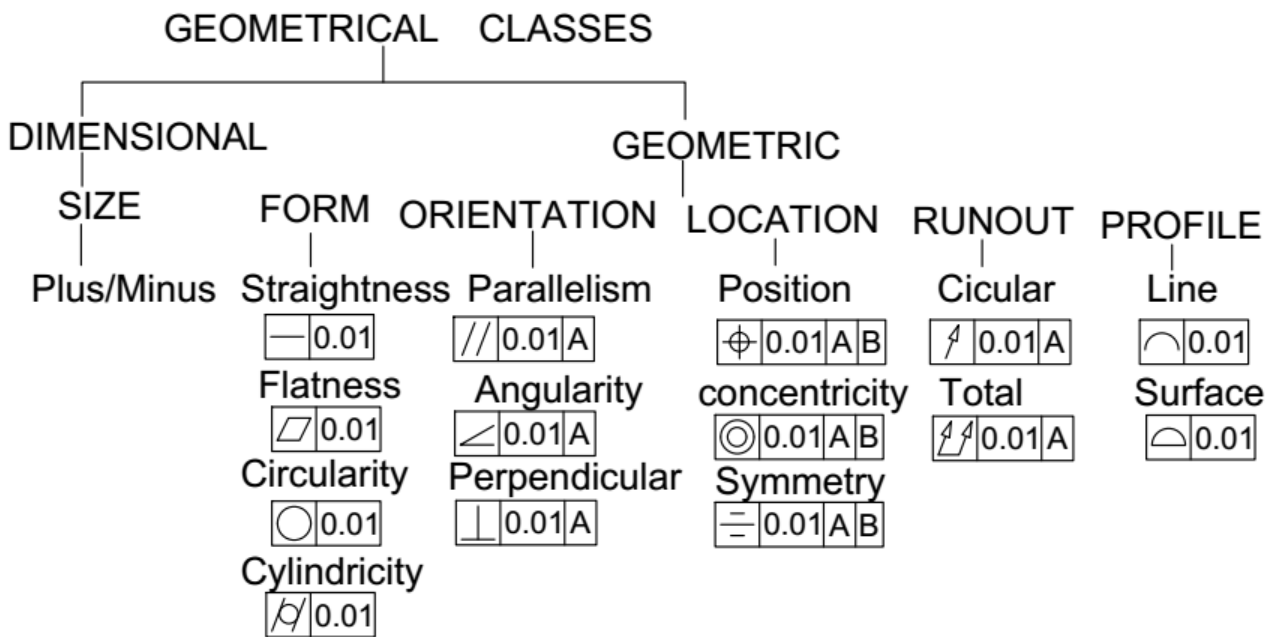 GEOMETRICAL CLASSES
DIMENSIONAL
GEOMETRIC
SIZE
FORM
ORIENTATION
LOCATION
RUNOUT
PROFILE
Plus/Minus
Straightness
Parallelism
Position
Cicular
Line
0.01
0.01 A
0.01 A B
0.01 A
0.01
Flatness
Angularity
concentricity
Total
Surface
0.01
0.01 A
0.01 A B
0.01 A
0.01
Circularity
Perpendicular
Symmetry
0.01
0.01 A
0.01 A B
Cylindricity
0.01